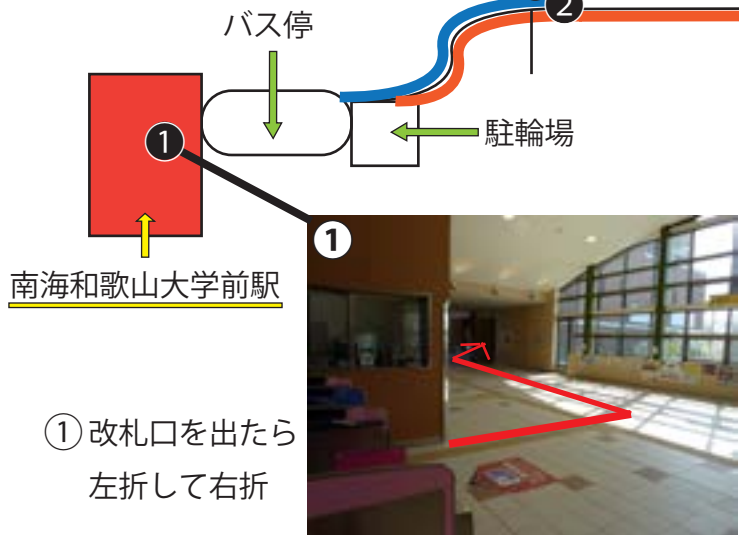 バス停
2
1
駐輪場
1
南海和歌山大学前駅
① 改札口を出たら
左折して右折